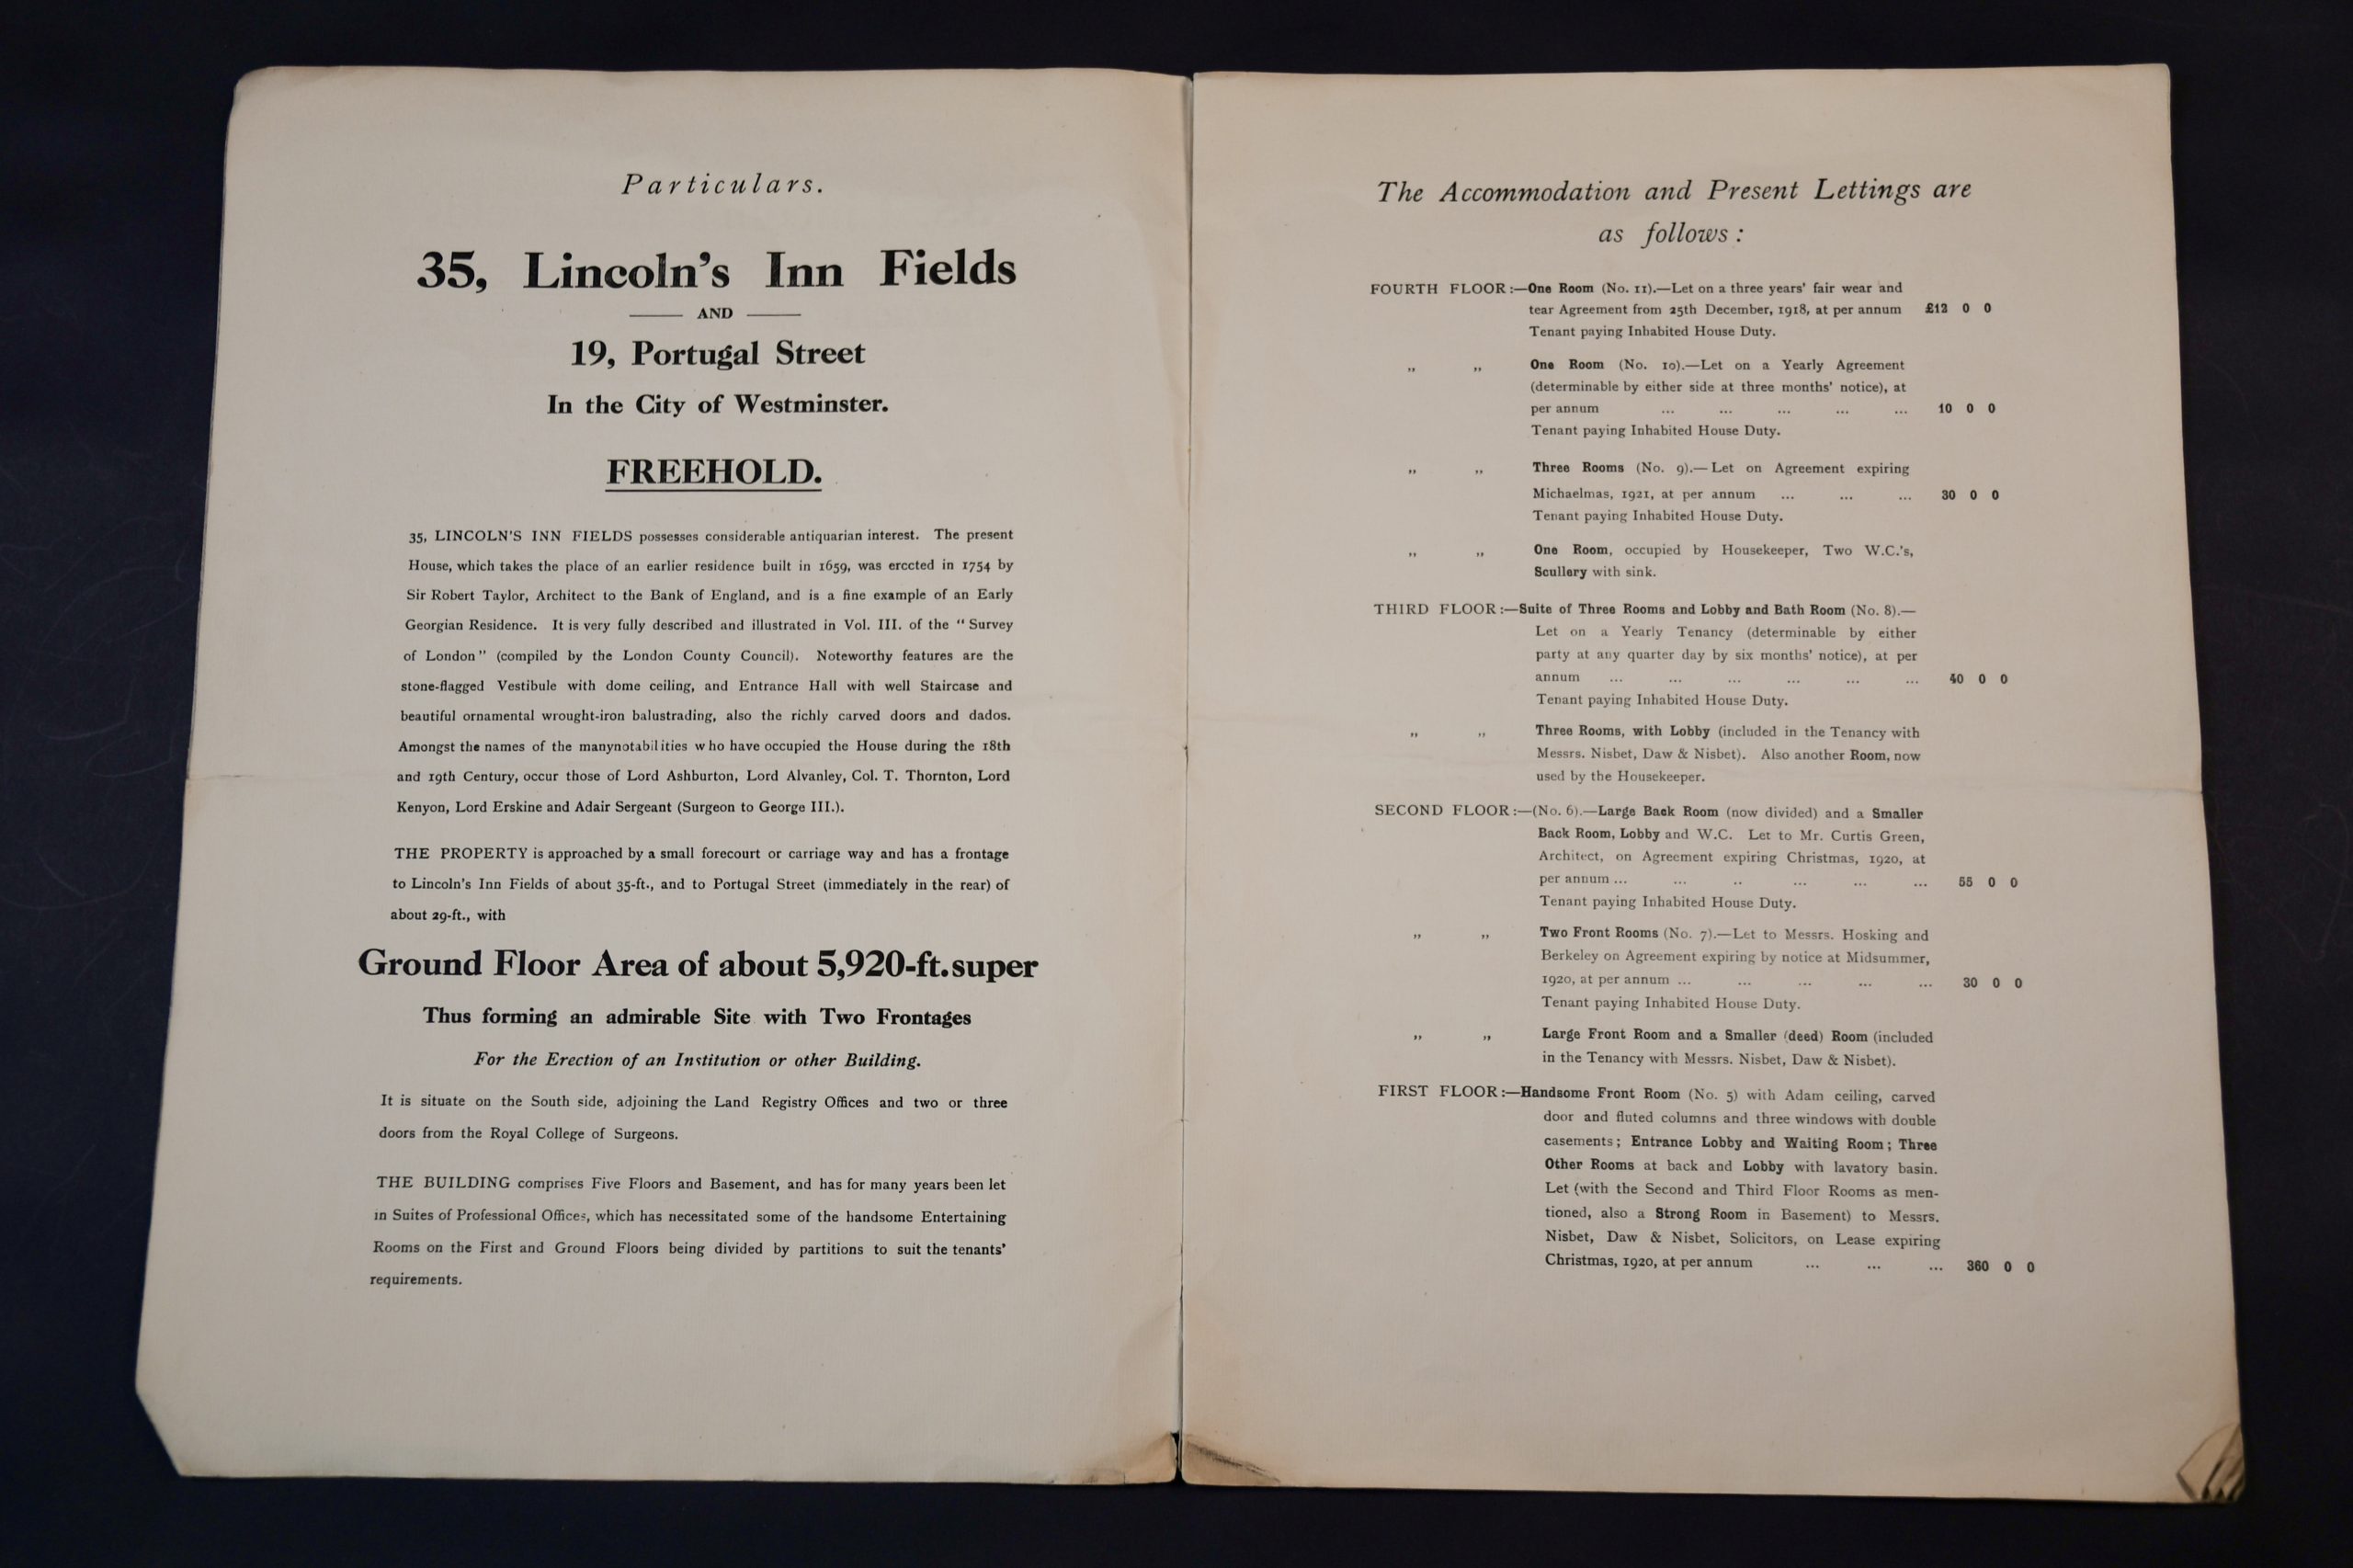 Particulars.
35, Lincoln's Inn Fields
AND
19, Portugal Street
In the City of Westminster.
FREEHOLD.
35, LINCOLN'S INN FIELDS possesses considerable antiquarian interest. The present
House, which takes the place of an earlier residence built in 1659, was erected in 1754 by
Sir Robert Taylor, Architect to the Bank of England, and is a fine example of an Early
Georgian Residence. It is very fully described and illustrated in Vol. III. of the "Survey
of London" (compiled by the London County Council). Noteworthy features are the
stone-flagged Vestibule with dome ceiling, and Entrance Hall with well Staircase and
beautiful ornamental wrought-iron balustrading, also the richly carved doors and dados.
Amongst the names of the manynotabilities who have occupied the House during the 18th
and 19th Century, occur those of Lord Ashburton, Lord Alvanley, Col. T. Thornton, Lord
Kenyon, Lord Erskine and Adair Sergeant (Surgeon to George III.).
THE PROPERTY is approached by a small forecourt or carriage way and has a frontage
to Lincoln's Inn Fields of about 35-ft., and to Portugal Street (immediately in the rear) of
about 29-ft., with
Ground Floor Area of about 5,920-ft.super
Thus forming an admirable Site with Two Frontages
For the Erection of an Institution or other Building.
It is situate on the South side, adjoining the Land Registry Offices and two or three
doors from the Royal College of Surgeons.
THE BUILDING comprises Five Floors and Basement, and has for many years been let
in Suites of Professional Offices, which has necessitated some of the handsome Entertaining
Rooms on the First and Ground Floors being divided by partitions to suit the tenants'
requirements.
The Accommodation and Present Lettings are
as follows :
FOURTH FLOOR :—One Room (No. 11).—Let on a three years' fair wear and
tear Agreement from 25th December, 1918, at per annum £12 0 0
Tenant paying Inhabited House Duty.
,, ,, One Room (No. 10).—Let on a Yearly Agreement
(determinable by either side at three months' notice), at
per annum ... ... ... ... ... 10 0 0
Tenant paying Inhabited House Duty.
,, ,, Three Rooms (No. 9).—Let on Agreement expiring
Michaelmas, 1921, at per annum ... ... ... 30 0 0
Tenant paying Inhabited House Duty.
,, ,, One Room, occupied by Housekeeper, Two W.C.'s,
Scullery with sink.
THIRD FLOOR :—Suite of Three Rooms and Lobby and Bath Room (No. 8).—
Let on a Yearly Tenancy (determinable by either
party at any quarter day by six months' notice), at per
annum ... ... ... ... ... ... 40 0 0
Tenant paying Inhabited House Duty.
,, ,, Three Rooms, with Lobby (included in the Tenancy with
Messrs. Nisbet, Daw & Nisbet). Also another Room, now
used by the Housekeeper.
SECOND FLOOR :—(No. 6).—Large Back Room (now divided) and a Smaller
Back Room, Lobby and W.C. Let to Mr. Curtis Green,
Architect, on Agreement expiring Christmas, 1920, at
per annum ... ... .. ... ... ... 55 0 0
Tenant paying Inhabited House Duty.
,, ,, Two Front Rooms (No. 7).—Let to Messrs. Hosking and
Berkeley on Agreement expiring by notice at Midsummer,
1920, at per annum ... ... ... ... ... 30 0 0
Tenant paying Inhabited House Duty.
,, ,, Large Front Room and a Smaller (deed) Room (included
in the Tenancy with Messrs. Nisbet, Daw & Nisbet).
FIRST FLOOR :—Handsome Front Room (No. 5) with Adam ceiling, carved
door and fluted columns and three windows with double
casements; Entrance Lobby and Waiting Room; Three
Other Rooms at back and Lobby with lavatory basin.
Let (with the Second and Third Floor Rooms as men-
tioned, also a Strong Room in Basement) to Messrs.
Nisbet, Daw & Nisbet, Solicitors, on Lease expiring
Christmas, 1920, at per annum ... ... ... 360 0 0